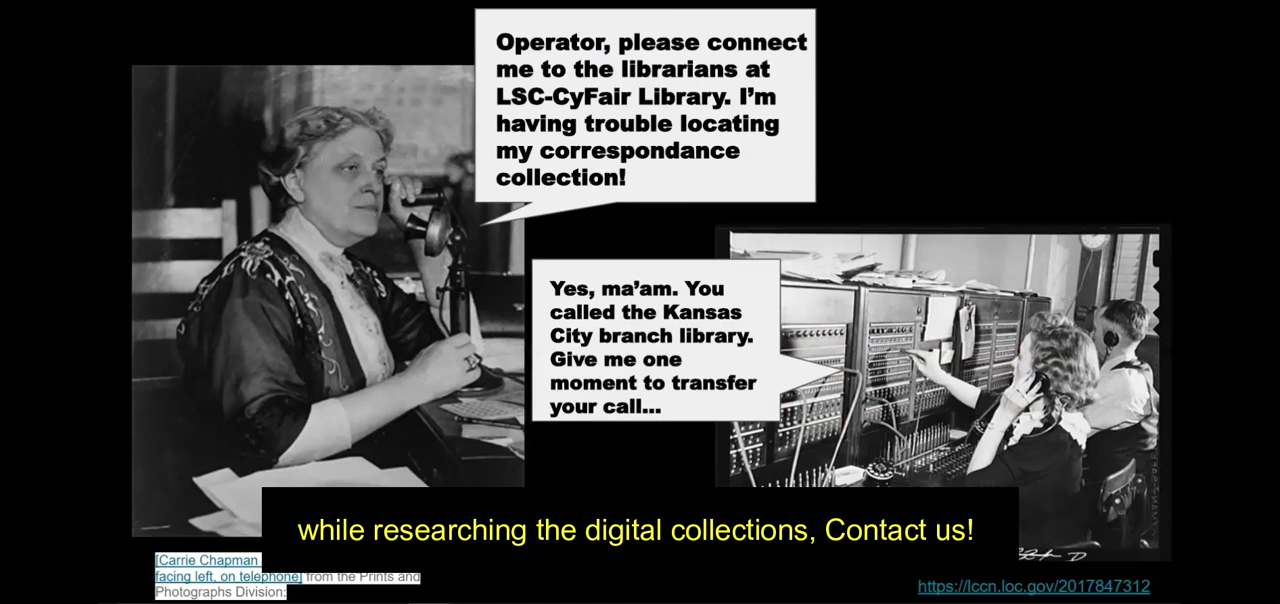 Operator, please connect
me to the librarians at
LSC-CyFair Library. I'm
having trouble locating
my correspondance
collection!
Yes, ma'am. You
called the Kansas
City branch library.
Give me one
moment to transfer
your call...
while researching the digital collections, Contact us!
[Carrie Chapman
facing left, on telephone] from the Prints and
Photographs Division:
https://lccn.loc.gov/2017847312